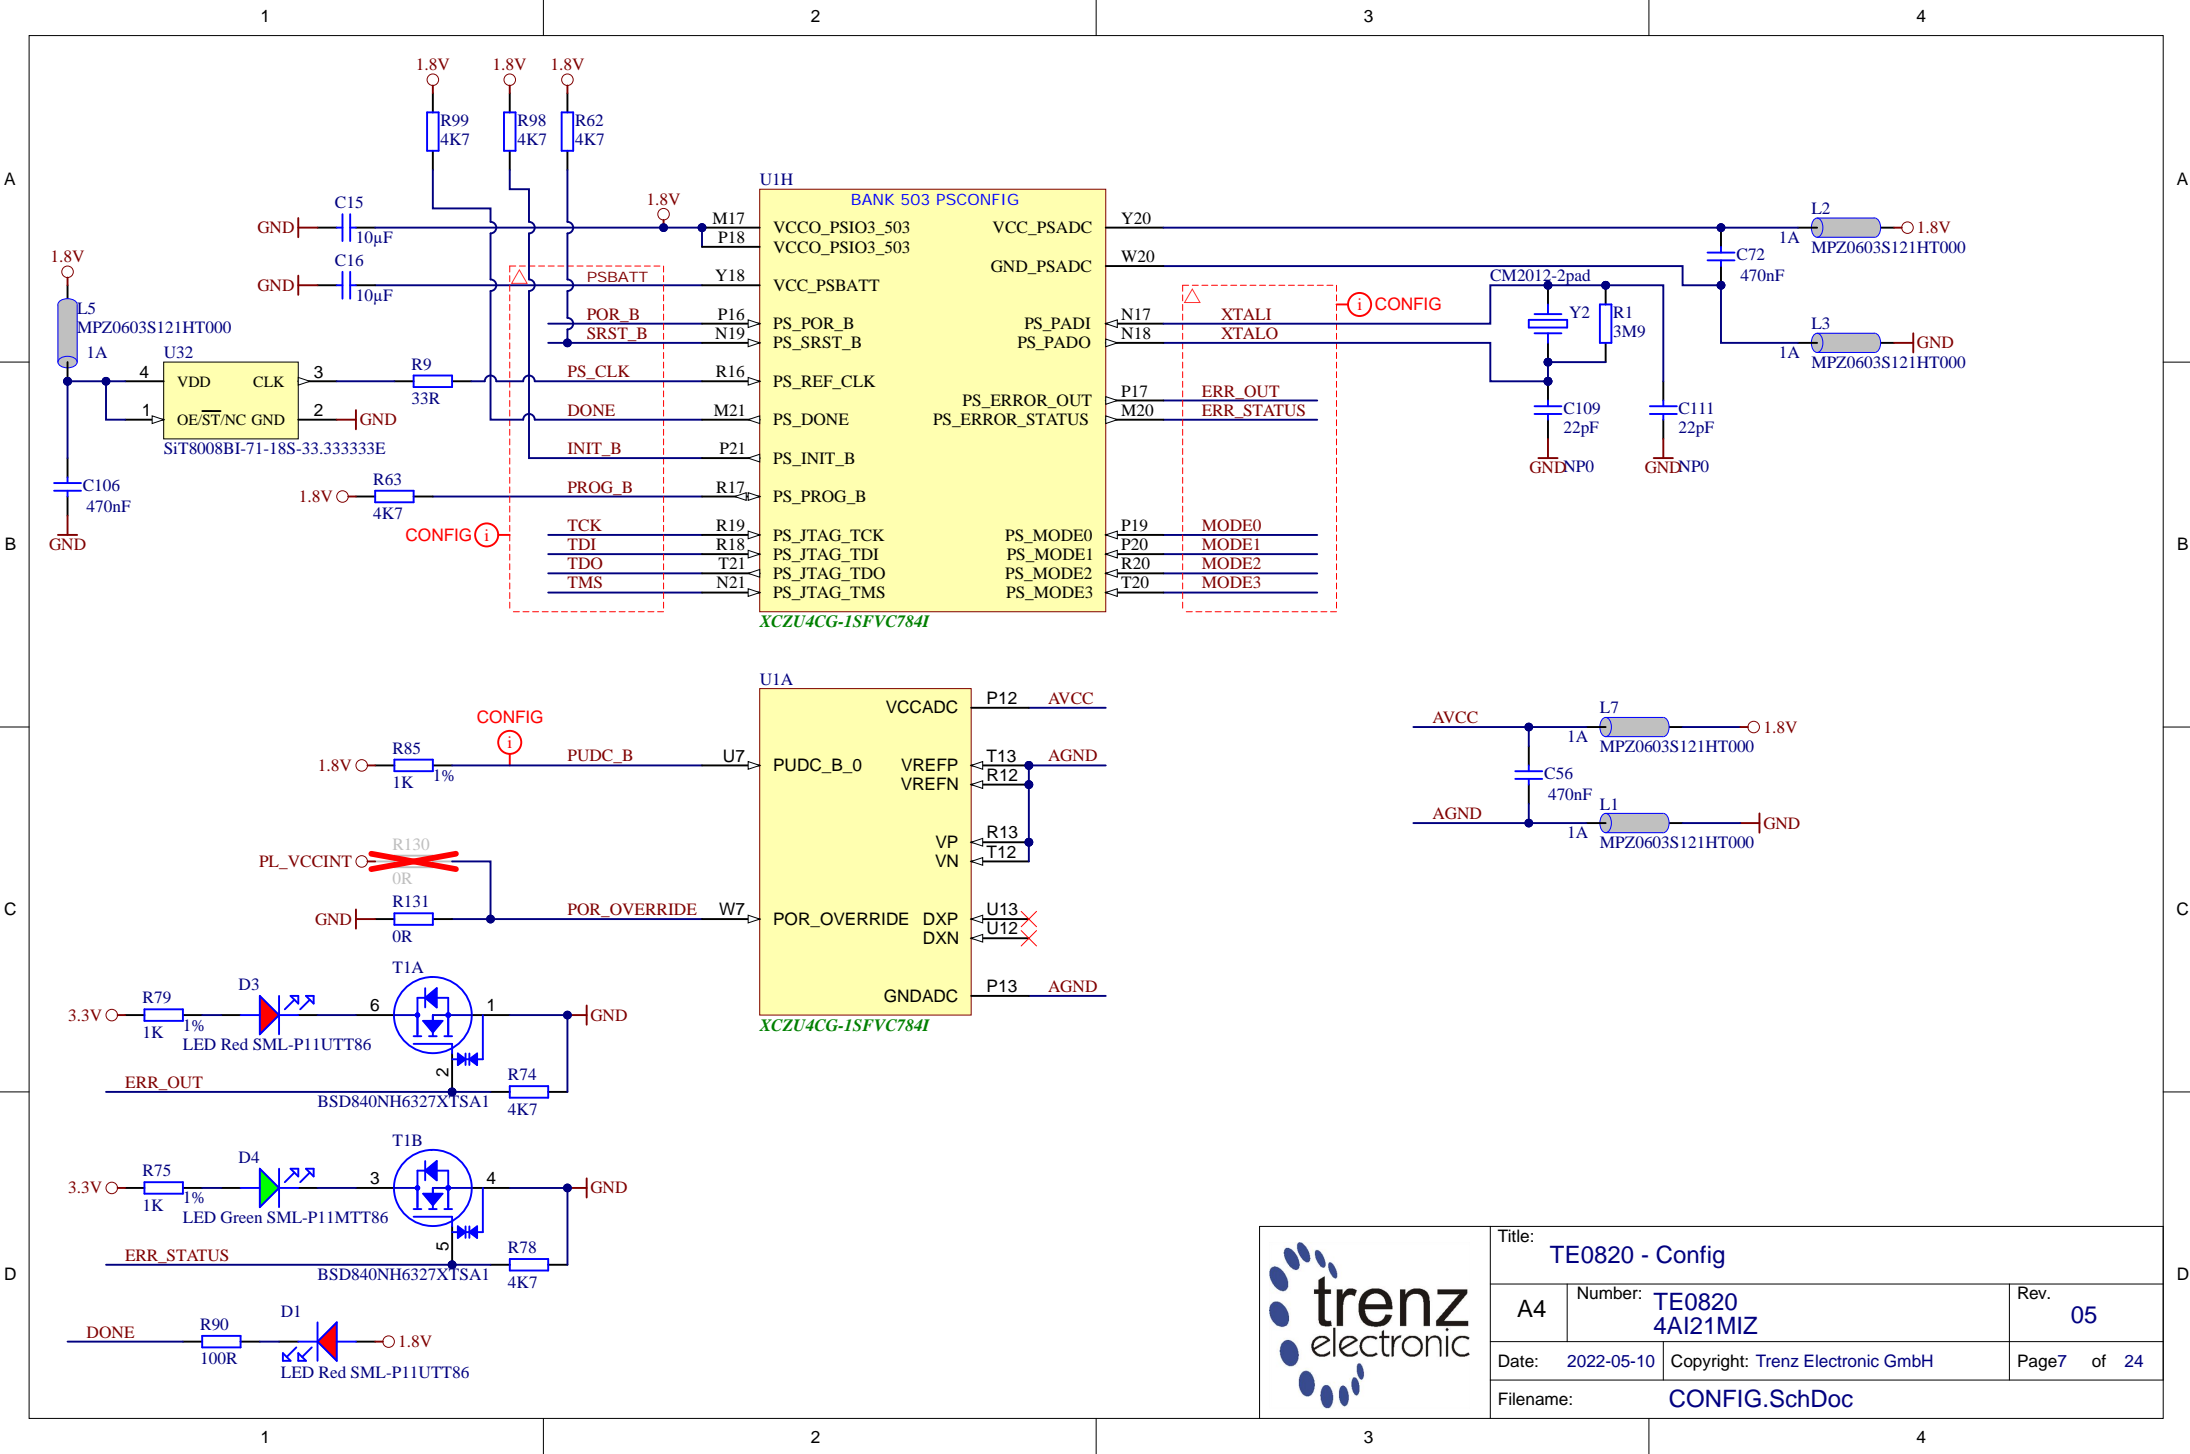 1 2 3 4
A A
B B
C C
D D
1.8V 1.8V 1.8V
R99 4K7
R98 4K7
R62 4K7
C15
GND 10µF
1.8V
C16
GND 10µF
1.8V
L5
MPZ0603S121HT000
1A
U32
4 VDD CLK 3
1 OE/ST/NC GND 2 GND
SiT8008BI-71-18S-33.333333E
C106
470nF
GND
R9
33R
1.8V R63
4K7
CONFIG i
PSBATT
POR_B
SRST_B
PS_CLK
DONE
INIT_B
PROG_B
TCK
TDI
TDO
TMS
U1H
BANK 503 PSCONFIG
M17 VCCO_PSIO3_503 VCC_PSADC Y20
P18 VCCO_PSIO3_503
GND_PSADC W20
Y18 VCC_PSBATT
P16 PS_POR_B PS_PADI N17 XTALI
N19 PS_SRST_B PS_PADO N18 XTALO
R16 PS_REF_CLK
PS_ERROR_OUT P17 ERR_OUT
M21 PS_DONE PS_ERROR_STATUS M20 ERR_STATUS
P21 PS_INIT_B
R17 PS_PROG_B
R19 PS_JTAG_TCK PS_MODE0 P19 MODE0
R18 PS_JTAG_TDI PS_MODE1 P20 MODE1
T21 PS_JTAG_TDO PS_MODE2 R20 MODE2
N21 PS_JTAG_TMS PS_MODE3 T20 MODE3
XCZU4CG-1SFVC784I
i CONFIG
CM2012-2pad
Y2
R1
3M9
C109
22pF
GND NP0
C111
22pF
GND NP0
C72
470nF
L2
1A 1.8V
MPZ0603S121HT000
L3
1A GND
MPZ0603S121HT000
U1A
VCCADC P12 AVCC
U7 PUDC_B_0 VREFP T13 AGND
VREFN R12
VP R13
VN T12
W7 POR_OVERRIDE DXP U13
DXN U12
GNDADC P13 AGND
XCZU4CG-1SFVC784I
CONFIG
i
1.8V R85 PUDC_B
1K 1%
PL_VCCINT R130
0R
GND R131 POR_OVERRIDE
0R
AVCC L7 1.8V
1A
MPZ0603S121HT000
C56
470nF
AGND L1 GND
1A
MPZ0603S121HT000
3.3V R79 D3 T1A
1K 1% 6 1 GND
LED Red SML-P11UTT86
2
ERR_OUT R74
BSD840NH6327XTSA1 4K7
3.3V R75 D4 T1B
1K 1% 3 4 GND
LED Green SML-P11MTT86
5
ERR_STATUS R78
BSD840NH6327XTSA1 4K7
DONE R90 D1 1.8V
100R
LED Red SML-P11UTT86
trenz
electronic
Title:
TE0820 - Config
A4 Number: TE0820
4AI21MIZ
Rev.
05
Date: 2022-05-10 Copyright: Trenz Electronic GmbH Page7 of 24
Filename: CONFIG.SchDoc
1 2 3 4